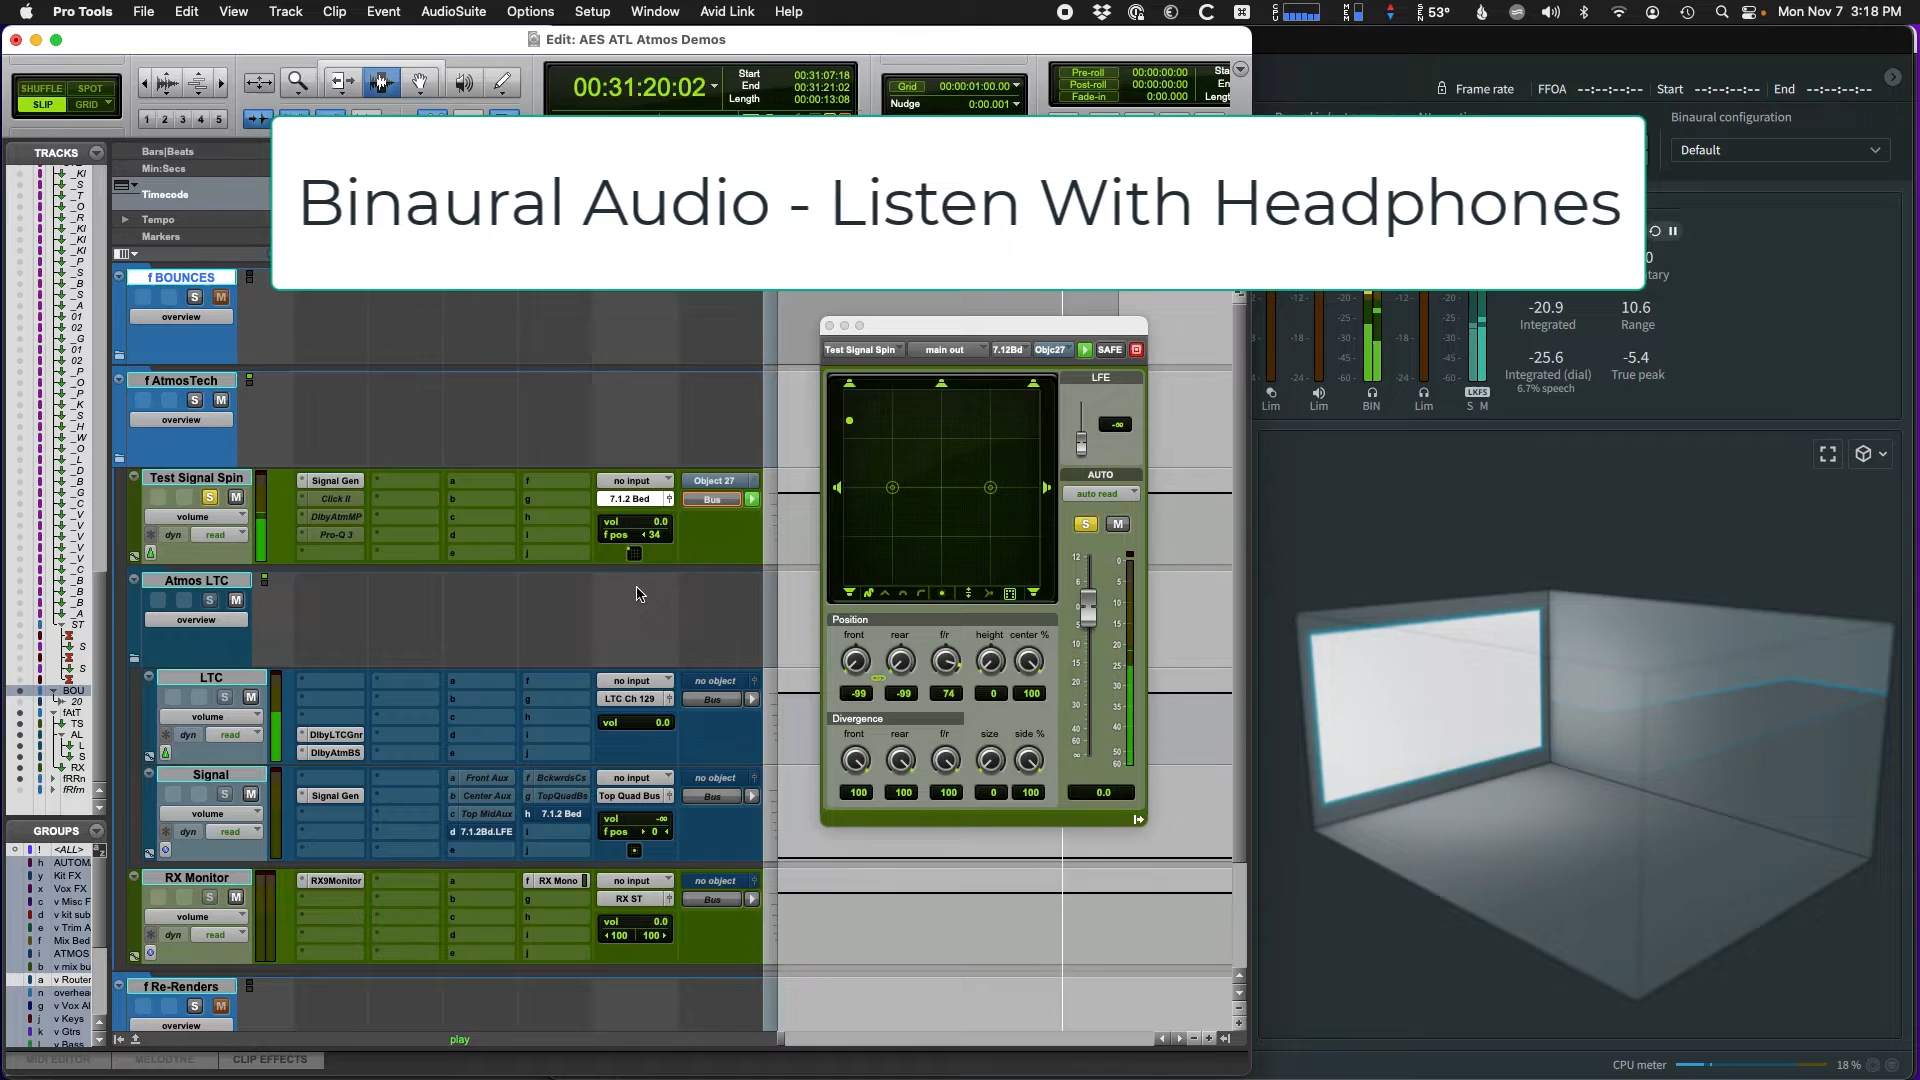 Pro Tools File Edit View Track Clip Event AudioSuite Options Setup Window Avid Link Help 53° Mon Nov 7 3:18 PM
Edit: AES ATL Atmos Demos
SHUFFLE SPOT
SLIP GRID
1 2 3 4 5
00:31:20:02
Start 00:31:07:18
End 00:31:21:02
Length 00:00:13:08
Grid 00:00:01:00.00
Nudge 0:00.001
Pre-roll 00:00:00:00
Post-roll 00:00:00:00
Fade-in 0:00.000
Frame rate FFOA --:--:--:-- Start --:--:--:-- End --:--:--:--
Binaural configuration
Default
Binaural Audio - Listen With Headphones
TRACKS
Bars|Beats
Min:Secs
Timecode
Tempo
Markers
f BOUNCES
S M
overview
f AtmosTech
S M
overview
Test Signal Spin
S M
volume
dyn read
Signal Gen
Click II
DlbyAtmMP
Pro-Q 3
a f
b g
c h
d i
e j
no input
7.1.2 Bed
vol 0.0
f pos 34
Object 27
Bus
Atmos LTC
S M
overview
LTC
S M
volume
dyn read
DlbyLTCGnr
DlbyAtmBS
a f
b g
c h
d i
e j
no input
LTC Ch 129
vol 0.0
no object
Bus
Signal
S M
volume
dyn read
Signal Gen
a Front Aux f BckwrdsCs
b Center Aux g TopQuadBs
c Top MidAux h 7.1.2 Bed
d 7.1.2Bd.LFE i
e j
no input
Top Quad Bus
vol -∞
f pos 0
no object
Bus
RX Monitor
S M
volume
dyn read
RX9Monitor
a f RX Mono
b g
c h
d i
e j
no input
RX ST
vol 0.0
100 100
no object
Bus
f Re-Renders
S M
overview
play
GROUPS
! <ALL>
h AUTOM
y Kit FX
x Vox FX
c v Misc F
d v kit sub
e v Trim A
f Mix Bed
i ATMOS
b v mix bu
a v Router
n overhea
g v Vox Al
j v Keys
k v Gtrs
l v Bass
MIDI EDITOR MELODYNE CLIP EFFECTS
Test Signal Spin main out 7.12Bd Objc27 SAFE
LFE
-∞
AUTO
auto read
S M
Position
front rear f/r height center %
-99 -99 74 0 100
Divergence
front rear f/r size side %
100 100 100 0 100
0.0
-20.9 10.6
Integrated Range
-25.6 -5.4
Integrated (dial) True peak
6.7% speech
Lim Lim BIN Lim S M
LKFS
CPU meter 18 %